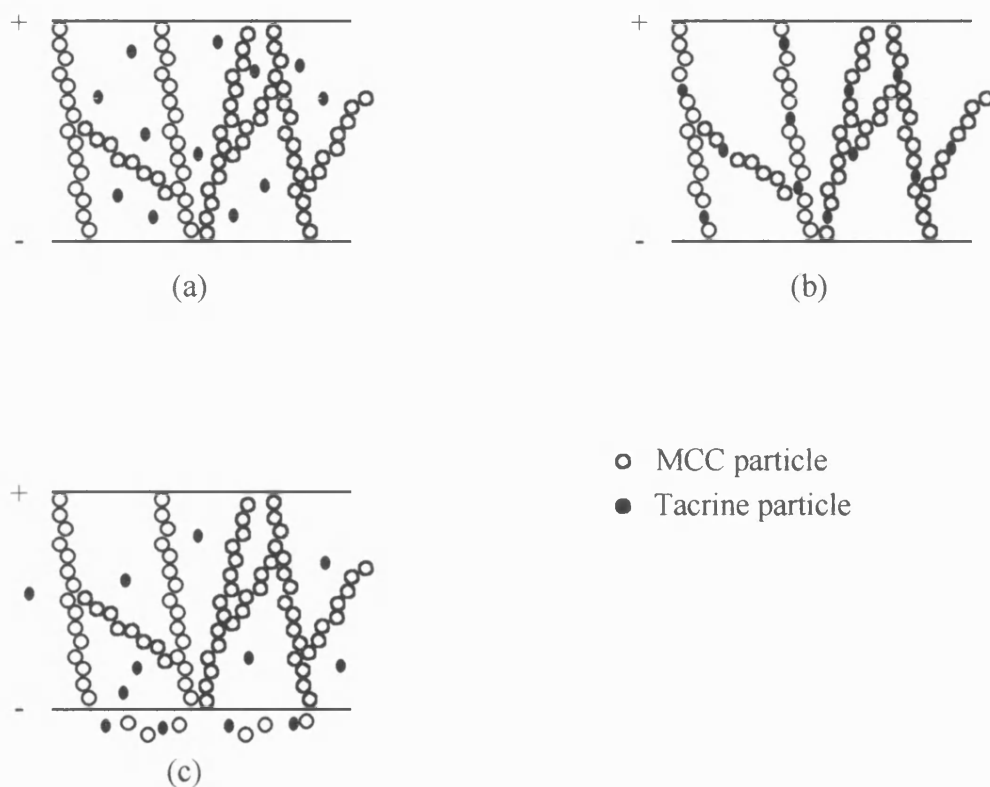 +
-
(a)
+
-
(b)
+
-
(c)
MCC particle
Tacrine particle